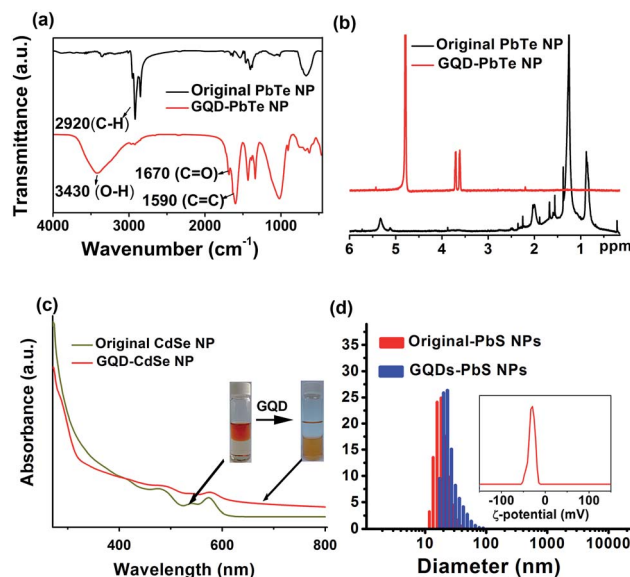 (a)
Transmittance (a.u.)
Original PbTe NP
GQD-PbTe NP
2920(C-H)
3430 (O-H)
1670 (C=O)
1590 (C=C)
4000 3000 2000 1000
Wavenumber (cm⁻¹)
(b)
Original PbTe NP
GQD-PbTe NP
6 5 4 3 2 1 ppm
(c)
Absorbance (a.u.)
Original CdSe NP
GQD-CdSe NP
GQD
400 600 800
Wavelength (nm)
(d)
Original-PbS NPs
GQDs-PbS NPs
35
30
25
20
15
10
5
0
-100 0 100
ζ-potential (mV)
10 100 1000 10000
Diameter (nm)